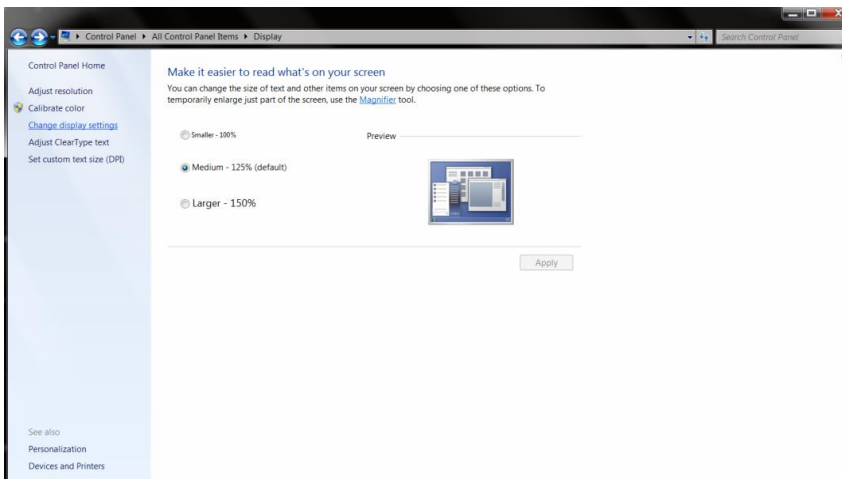 Control Panel ▸ All Control Panel Items ▸ Display
Search Control Panel
Control Panel Home
Adjust resolution
Calibrate color
Change display settings
Adjust ClearType text
Set custom text size (DPI)
Make it easier to read what's on your screen
You can change the size of text and other items on your screen by choosing one of these options. To
temporarily enlarge just part of the screen, use the Magnifier tool.
Smaller - 100%
Preview
Medium - 125% (default)
Larger - 150%
Apply
See also
Personalization
Devices and Printers